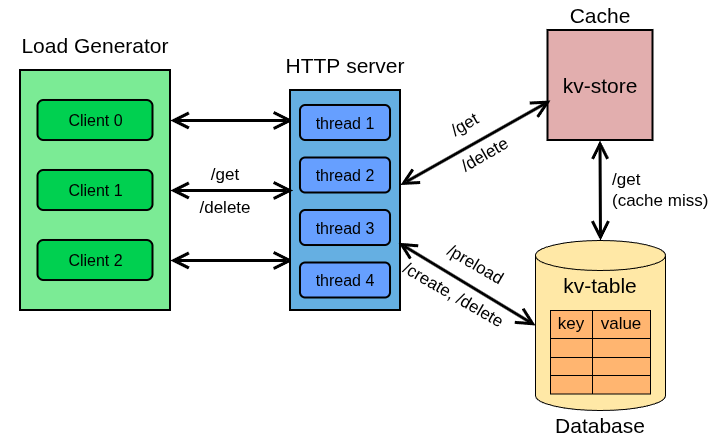 Load Generator
Client 0
Client 1
Client 2
/get
/delete
HTTP server
thread 1
thread 2
thread 3
thread 4
/get
/delete
/preload
/create, /delete
Cache
kv-store
/get
(cache miss)
kv-table
key value
Database